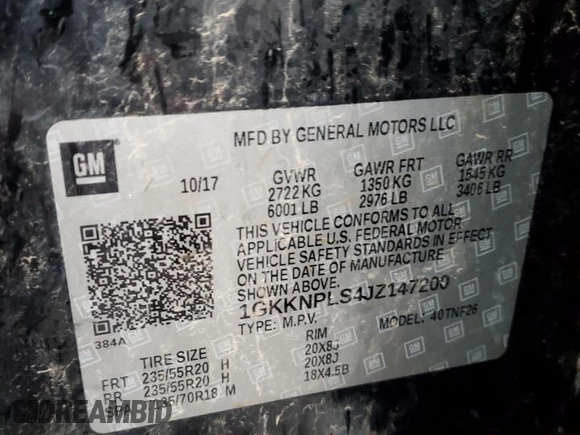 GM
MFD BY GENERAL MOTORS LLC
10/17
GVWR GAWR FRT GAWR RR
2722 KG 1350 KG 1545 KG
6001 LB 2976 LB 3406 LB
THIS VEHICLE CONFORMS TO ALL
APPLICABLE U.S. FEDERAL MOTOR
VEHICLE SAFETY STANDARDS IN EFFECT
ON THE DATE OF MANUFACTURE
SHOWN ABOVE.
1GKKNPLS4JZ147200
TYPE: M.P.V. MODEL: 40TNF26
384A
TIRE SIZE RIM
FRT 235/55R20 H 20X8J
RR 235/55R20 H 20X8J
35/70R18 M 18X4.5B
DREAMBID